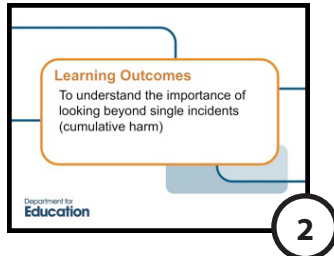 Learning Outcomes
To understand the importance of
looking beyond single incidents
(cumulative harm)
Department for
Education
2